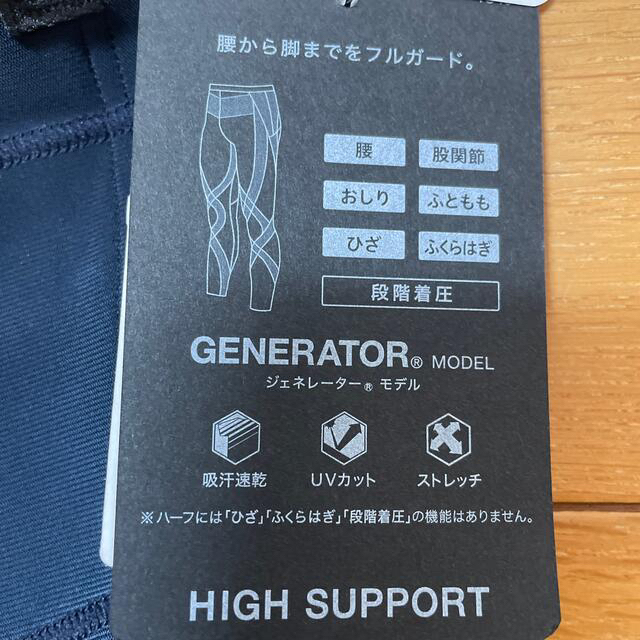 腰から脚までをフルガード。
腰 股関節
おしり ふともも
ひざ ふくらはぎ
段階着圧
GENERATOR® MODEL
ジェネレーター® モデル
吸汗速乾 UVカット ストレッチ
※ハーフには「ひざ」「ふくらはぎ」「段階着圧」の機能はありません。
HIGH SUPPORT